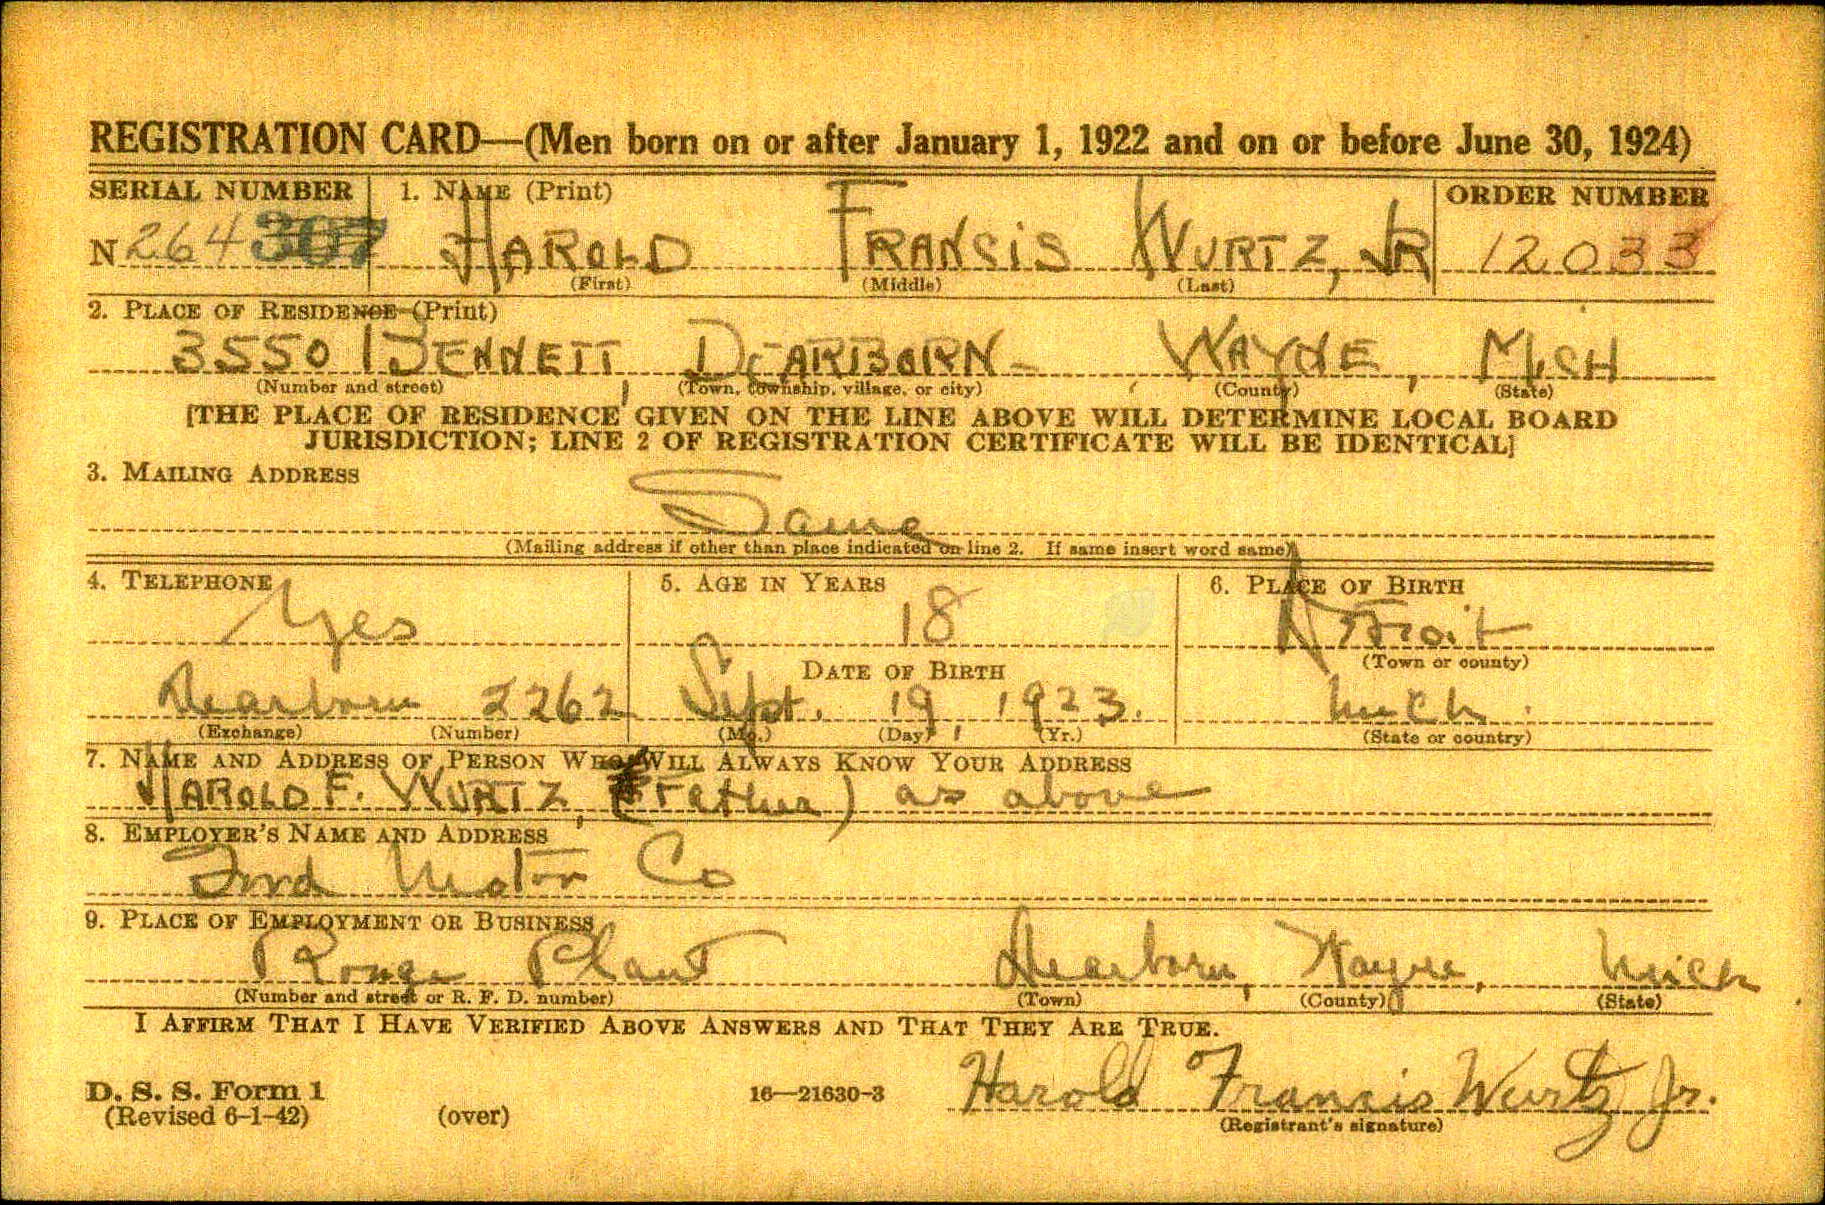 REGISTRATION CARD—(Men born on or after January 1, 1922 and on or before June 30, 1924)
SERIAL NUMBER 1. NAME (Print) ORDER NUMBER
N 264 307 HAROLD FRANCIS WURTZ, JR 12033
(First) (Middle) (Last)
2. PLACE OF RESIDENCE (Print)
3550 BENNETT, DEARBORN - WAYNE, MICH
(Number and street) (Town, township, village, or city) (County) (State)
[THE PLACE OF RESIDENCE GIVEN ON THE LINE ABOVE WILL DETERMINE LOCAL BOARD
JURISDICTION; LINE 2 OF REGISTRATION CERTIFICATE WILL BE IDENTICAL]
3. MAILING ADDRESS
Same
(Mailing address if other than place indicated on line 2. If same insert word same)
4. TELEPHONE 5. AGE IN YEARS 6. PLACE OF BIRTH
Yes 18 Detroit
(Town or county)
DATE OF BIRTH
Dearborn 2262 Sept. 19, 1923. Mich.
(Exchange) (Number) (Mo.) (Day) (Yr.) (State or country)
7. NAME AND ADDRESS OF PERSON WHO WILL ALWAYS KNOW YOUR ADDRESS
HAROLD F. WURTZ, (Father) as above
8. EMPLOYER'S NAME AND ADDRESS
Ford Motor Co
9. PLACE OF EMPLOYMENT OR BUSINESS
Rouge Plant Dearborn, Wayne, Mich.
(Number and street or R. F. D. number) (Town) (County) (State)
I AFFIRM THAT I HAVE VERIFIED ABOVE ANSWERS AND THAT THEY ARE TRUE.
D. S. S. Form 1
(Revised 6-1-42) (over) 16—21630-3 Harold Francis Wurtz Jr.
(Registrant's signature)